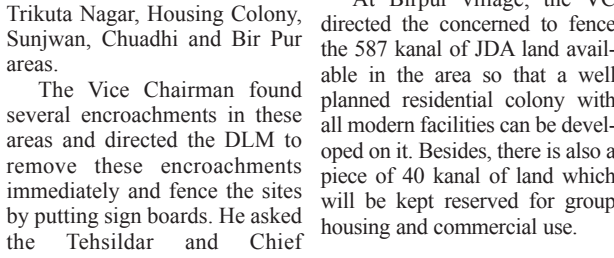 Trikuta Nagar, Housing Colony,
Sunjwan, Chuadhi and Bir Pur
areas.
The Vice Chairman found
several encroachments in these
areas and directed the DLM to
remove these encroachments
immediately and fence the sites
by putting sign boards. He asked
the Tehsildar and Chief
At Birpur village, the VC
directed the concerned to fence
the 587 kanal of JDA land avail-
able in the area so that a well
planned residential colony with
all modern facilities can be devel-
oped on it. Besides, there is also a
piece of 40 kanal of land which
will be kept reserved for group
housing and commercial use.